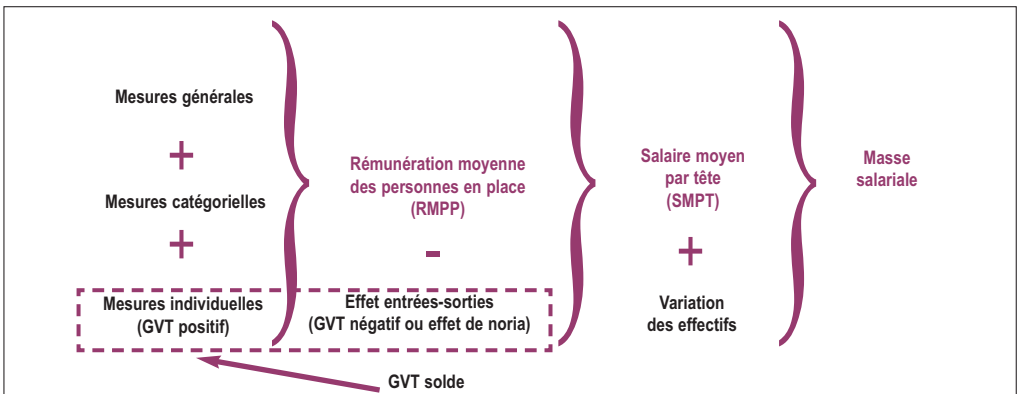 Mesures générales
+
Mesures catégorielles
+
Mesures individuelles
(GVT positif)
Rémunération moyenne
des personnes en place
(RMPP)
-
Effet entrées-sorties
(GVT négatif ou effet de noria)
GVT solde
Salaire moyen
par tête
(SMPT)
+
Variation
des effectifs
Masse
salariale